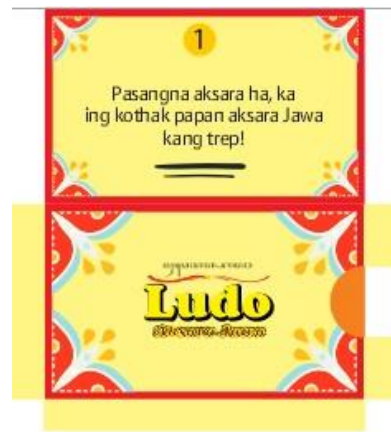 1
Pasangna aksara ha, ka
ing kothak papan aksara Jawa
kang trep!
Ludo